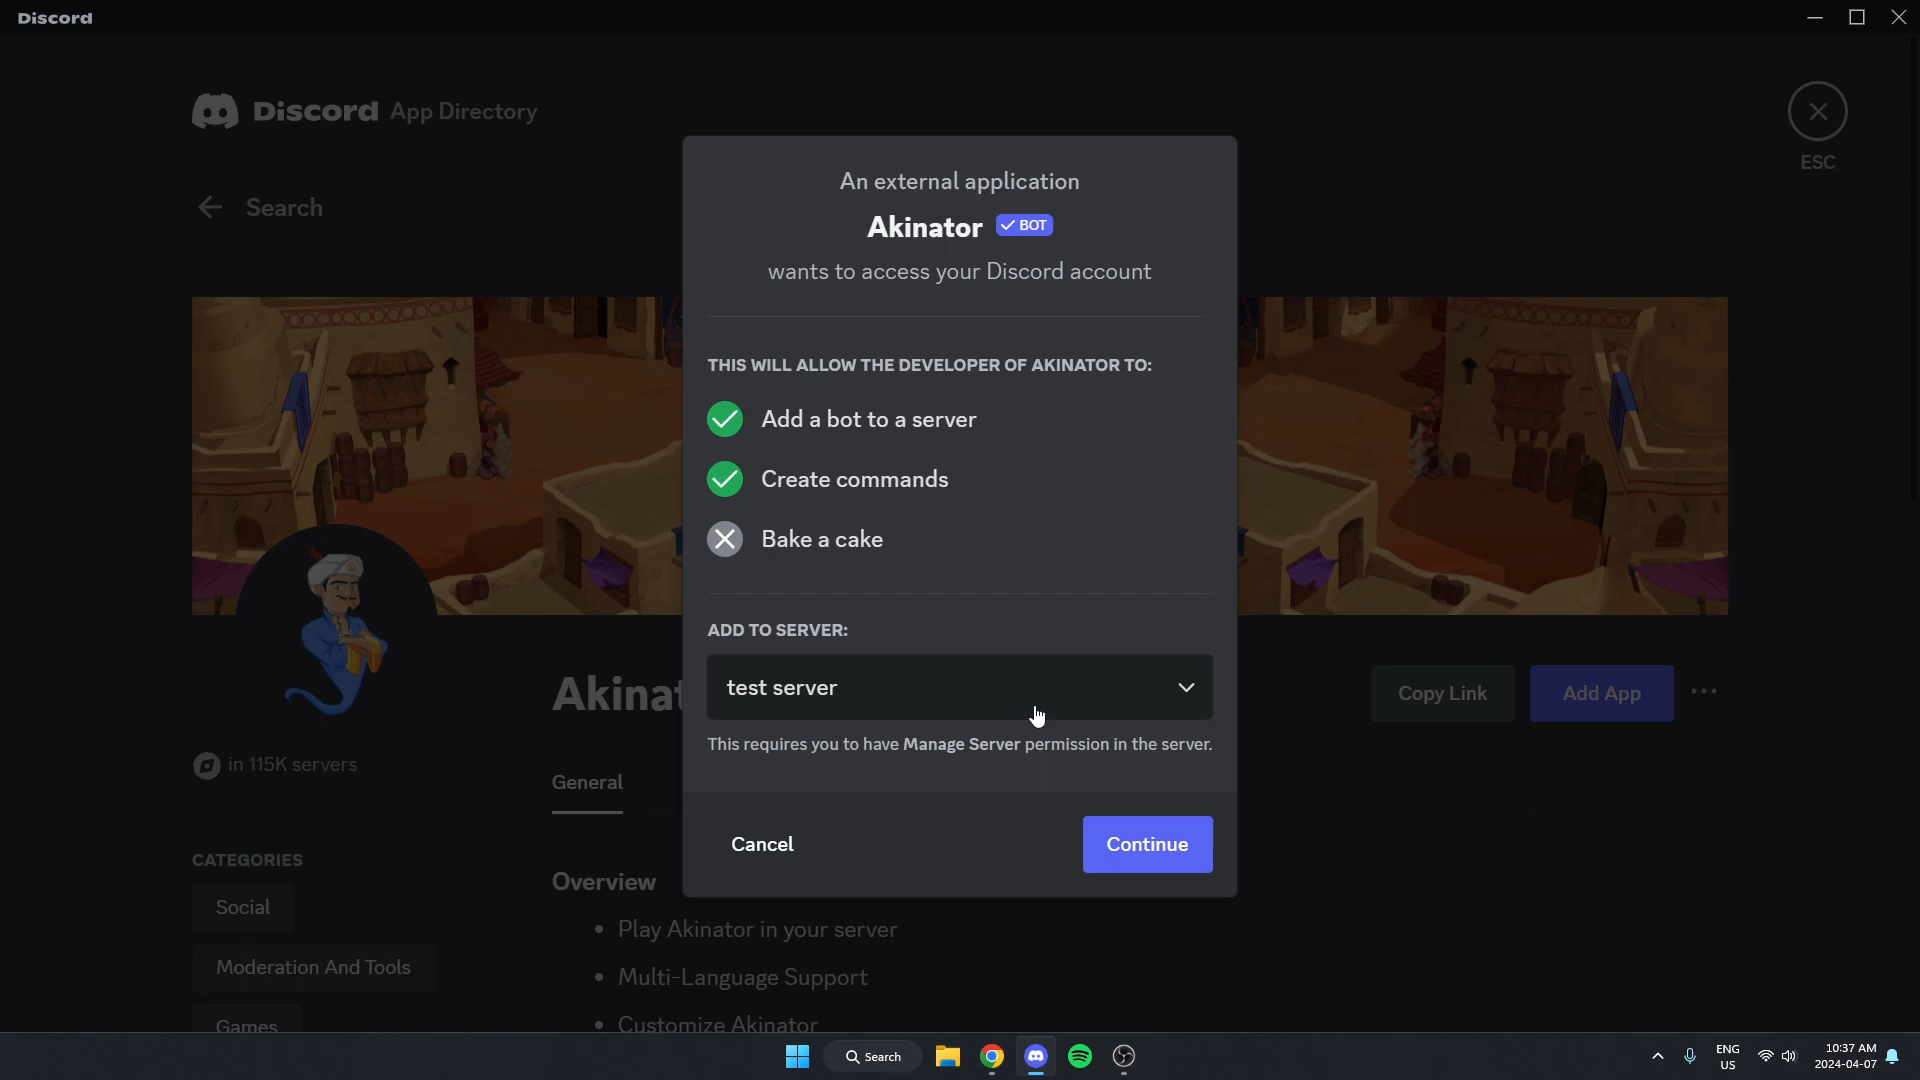 Discord
Discord App Directory
ESC
Search
An external application
Akinator BOT
wants to access your Discord account
THIS WILL ALLOW THE DEVELOPER OF AKINATOR TO:
Add a bot to a server
Create commands
Bake a cake
ADD TO SERVER:
test server
This requires you to have Manage Server permission in the server.
Cancel
Continue
Akinat
Copy Link
Add App
in 115K servers
General
CATEGORIES
Social
Moderation And Tools
Games
Overview
• Play Akinator in your server
• Multi-Language Support
• Customize Akinator
Search
ENG
US
10:37 AM
2024-04-07